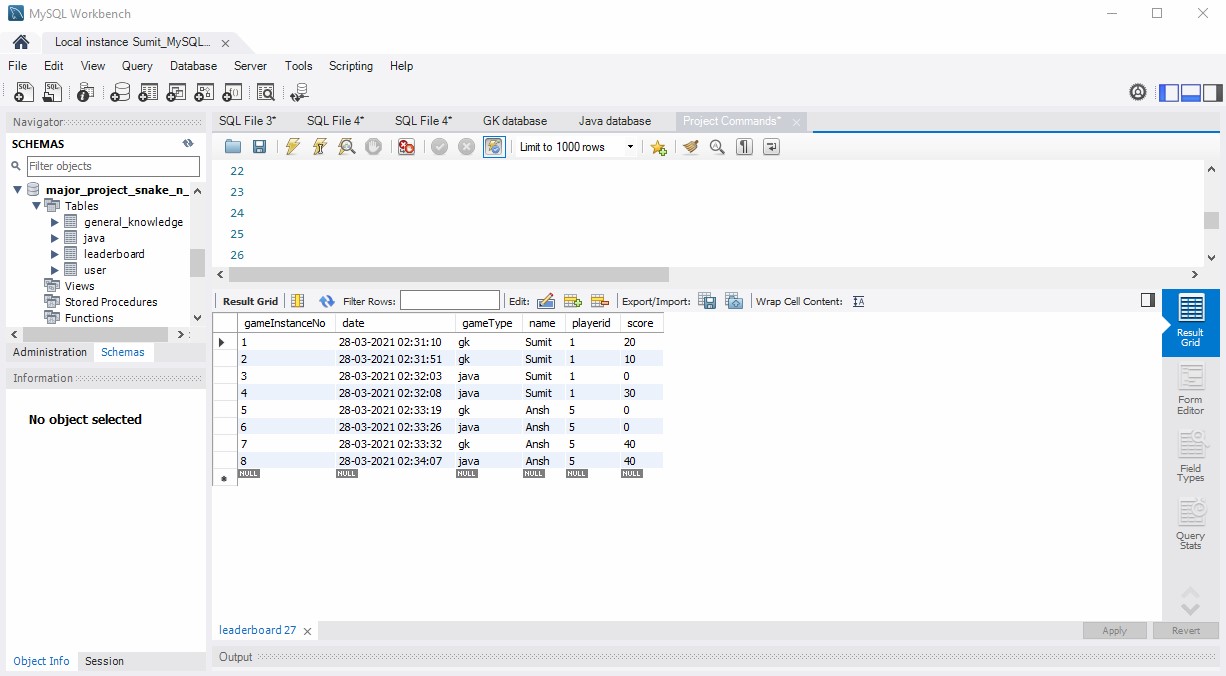 MySQL Workbench
Local instance Sumit_MySQL...
File Edit View Query Database Server Tools Scripting Help
Navigator
SQL File 3* SQL File 4* SQL File 4* GK database Java database Project Commands*
SCHEMAS
Limit to 1000 rows
Filter objects
22
23
24
25
26
major_project_snake_n_
Tables
general_knowledge
java
leaderboard
user
Views
Stored Procedures
Functions
Administration Schemas
Information
No object selected
Result Grid Filter Rows: Edit: Export/Import: Wrap Cell Content:
gameInstanceNo date gameType name playerid score
1 28-03-2021 02:31:10 gk Sumit 1 20
2 28-03-2021 02:31:51 gk Sumit 1 10
3 28-03-2021 02:32:03 java Sumit 1 0
4 28-03-2021 02:32:08 java Sumit 1 30
5 28-03-2021 02:33:19 gk Ansh 5 0
6 28-03-2021 02:33:26 java Ansh 5 0
7 28-03-2021 02:33:32 gk Ansh 5 40
8 28-03-2021 02:34:07 java Ansh 5 40
NULL NULL NULL NULL NULL NULL
Result
Grid
Form
Editor
Field
Types
Query
Stats
leaderboard 27
Apply Revert
Output
Object Info Session